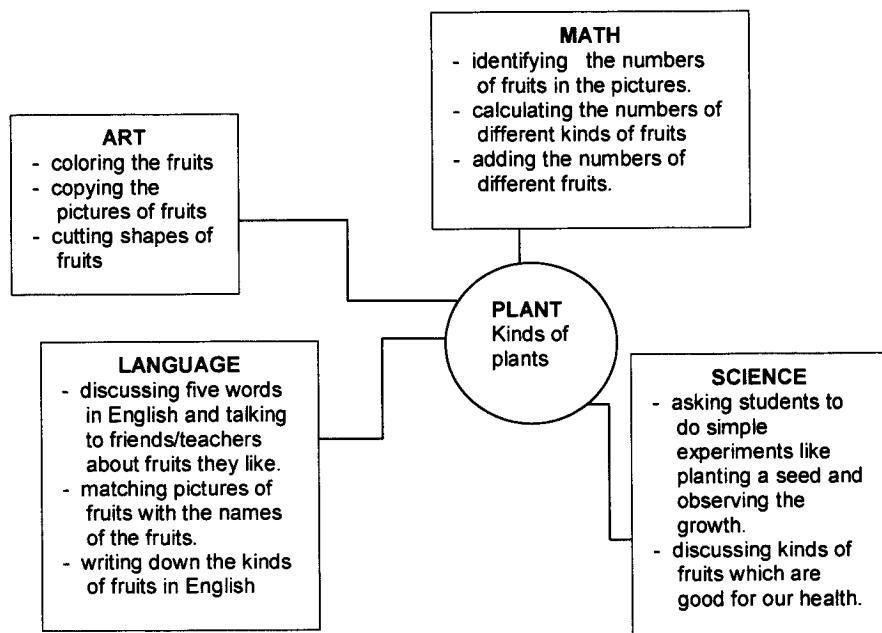 MATH
- identifying the numbers
of fruits in the pictures.
- calculating the numbers of
different kinds of fruits
- adding the numbers of
different fruits.
ART
- coloring the fruits
- copying the
pictures of fruits
- cutting shapes of
fruits
PLANT
Kinds of
plants
LANGUAGE
- discussing five words
in English and talking
to friends/teachers
about fruits they like.
- matching pictures of
fruits with the names
of the fruits.
- writing down the kinds
of fruits in English
SCIENCE
- asking students to
do simple
experiments like
planting a seed and
observing the
growth.
- discussing kinds of
fruits which are
good for our health.